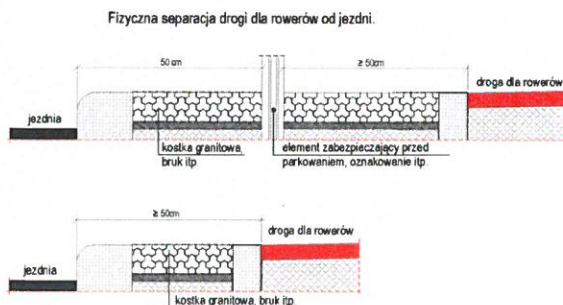 Fizyczna separacja drogi dla rowerów od jezdni.
50 cm
≥ 50cm
droga dla rowerów
jezdnia
kostka granitowa,
bruk itp.
element zabezpieczający przed
parkowaniem, oznakowanie itp.
≥ 50cm
droga dla rowerów
jezdnia
kostka granitowa, bruk itp.